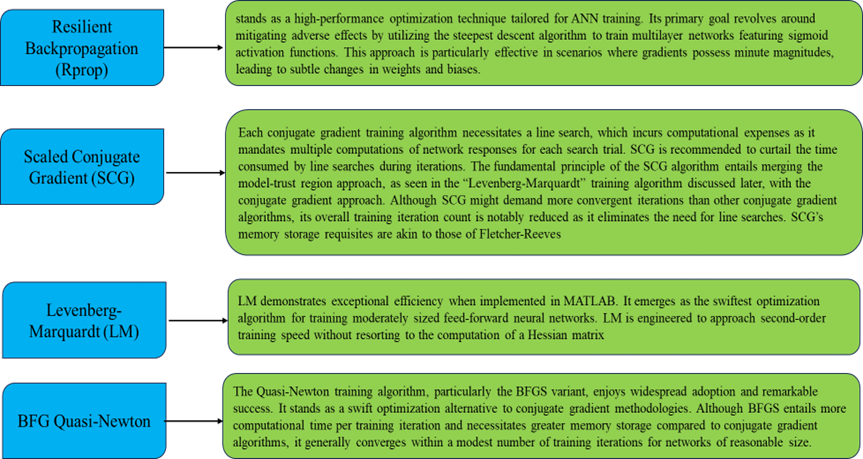 Resilient
Backpropagation
(Rprop)
stands as a high-performance optimization technique tailored for ANN training. Its primary goal revolves around
mitigating adverse effects by utilizing the steepest descent algorithm to train multilayer networks featuring sigmoid
activation functions. This approach is particularly effective in scenarios where gradients possess minute magnitudes,
leading to subtle changes in weights and biases.
Scaled Conjugate
Gradient (SCG)
Each conjugate gradient training algorithm necessitates a line search, which incurs computational expenses as it
mandates multiple computations of network responses for each search trial. SCG is recommended to curtail the time
consumed by line searches during iterations. The fundamental principle of the SCG algorithm entails merging the
model-trust region approach, as seen in the “Levenberg-Marquardt” training algorithm discussed later, with the
conjugate gradient approach. Although SCG might demand more convergent iterations than other conjugate gradient
algorithms, its overall training iteration count is notably reduced as it eliminates the need for line searches. SCG’s
memory storage requisites are akin to those of Fletcher-Reeves
Levenberg-
Marquardt (LM)
LM demonstrates exceptional efficiency when implemented in MATLAB. It emerges as the swiftest optimization
algorithm for training moderately sized feed-forward neural networks. LM is engineered to approach second-order
training speed without resorting to the computation of a Hessian matrix
BFG Quasi-Newton
The Quasi-Newton training algorithm, particularly the BFGS variant, enjoys widespread adoption and remarkable
success. It stands as a swift optimization alternative to conjugate gradient methodologies. Although BFGS entails more
computational time per training iteration and necessitates greater memory storage compared to conjugate gradient
algorithms, it generally converges within a modest number of training iterations for networks of reasonable size.